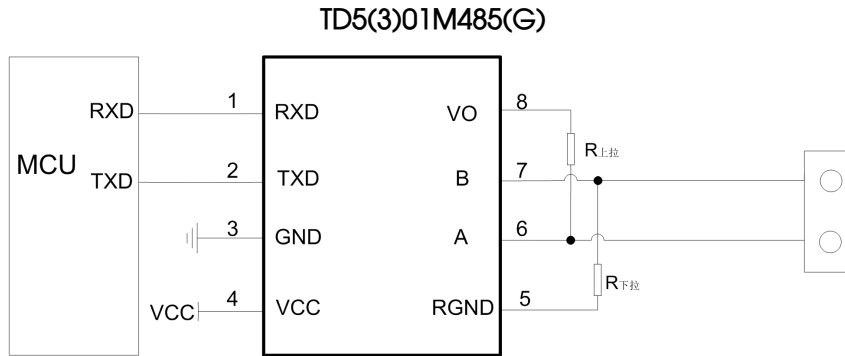 TD5(3)01M485(G)
MCU
RXD
TXD
1
2
3
4
VCC
RXD
TXD
GND
VCC
VO
B
A
RGND
8
7
6
5
R上拉
R下拉